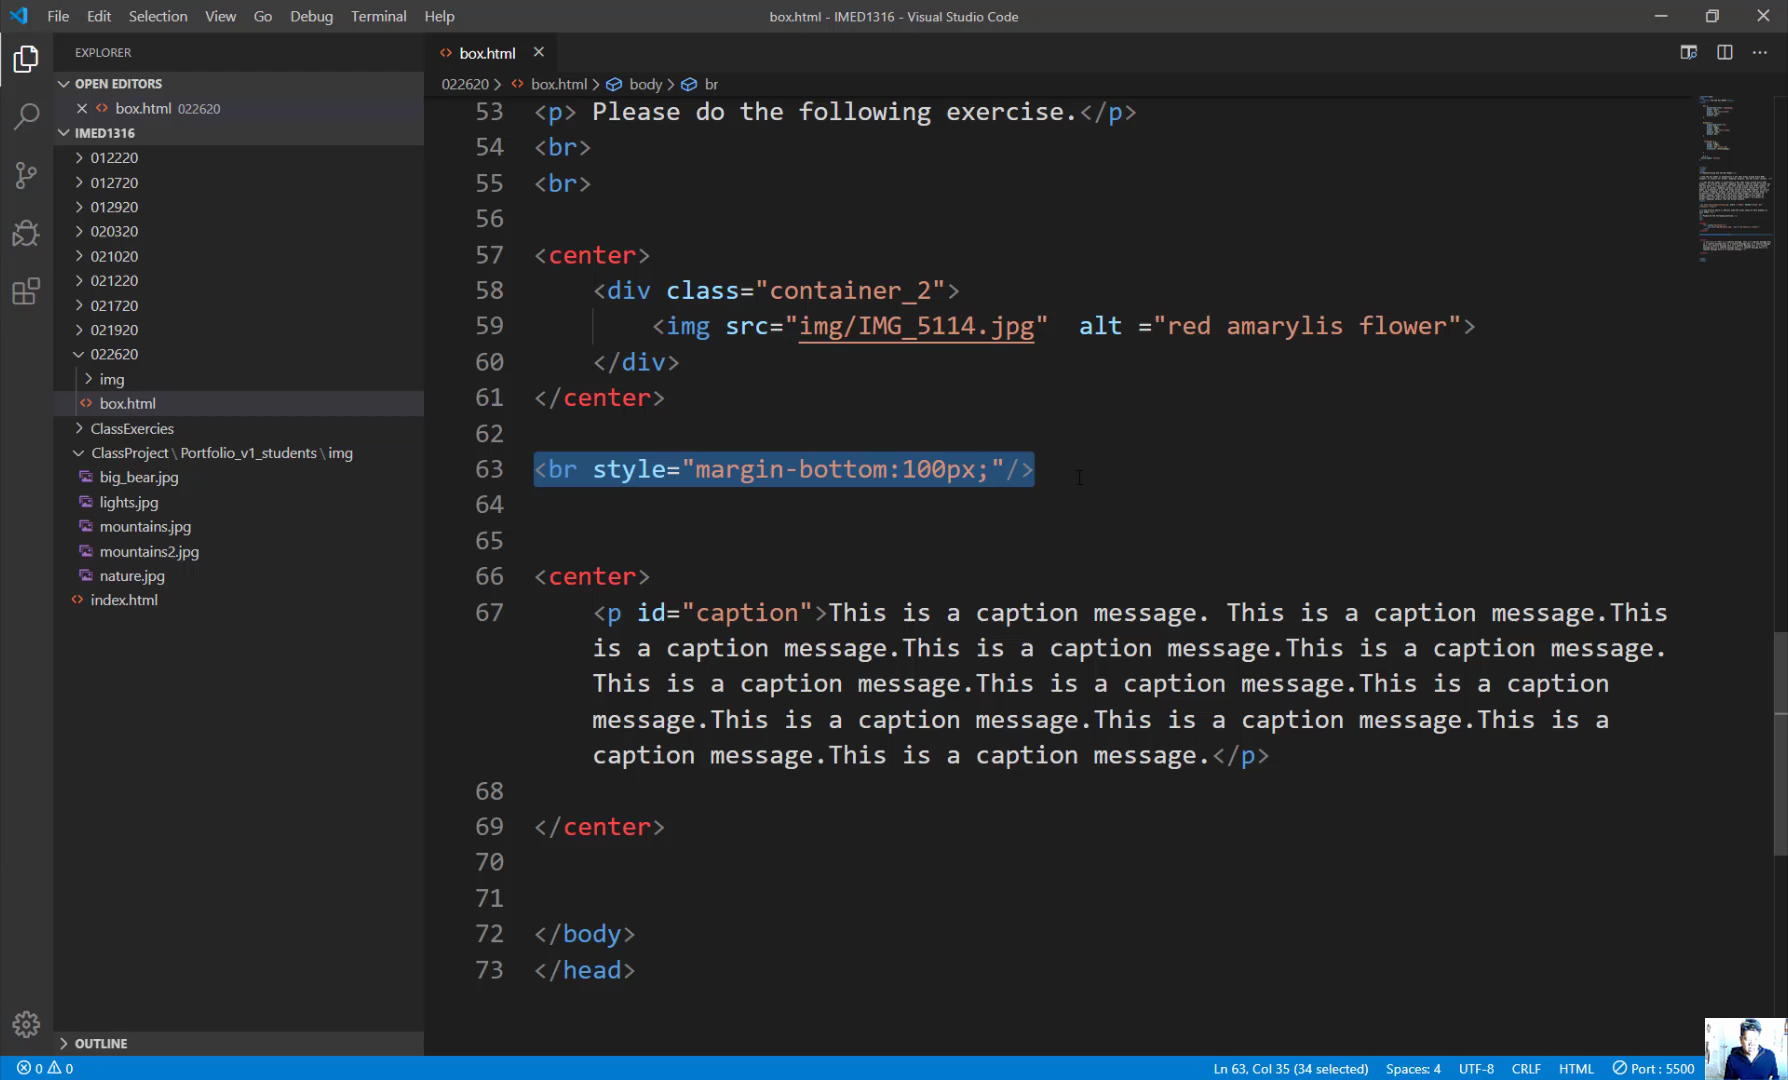 File Edit Selection View Go Debug Terminal Help
box.html - IMED1316 - Visual Studio Code
EXPLORER
OPEN EDITORS
box.html 022620
IMED1316
012220
012720
012920
020320
021020
021220
021720
021920
022620
img
box.html
ClassExercies
ClassProject \ Portfolio_v1_students \ img
big_bear.jpg
lights.jpg
mountains.jpg
mountains2.jpg
nature.jpg
index.html
OUTLINE
box.html
022620 > box.html > body > br
53 <p> Please do the following exercise.</p>
54 <br>
55 <br>
56
57 <center>
58 <div class="container_2">
59 <img src="img/IMG_5114.jpg" alt ="red amarylis flower">
60 </div>
61 </center>
62
63 <br style="margin-bottom:100px;"/>
64
65
66 <center>
67 <p id="caption">This is a caption message. This is a caption message.This
is a caption message.This is a caption message.This is a caption message.
This is a caption message.This is a caption message.This is a caption
message.This is a caption message.This is a caption message.This is a
caption message.This is a caption message.</p>
68
69 </center>
70
71
72 </body>
73 </head>
0 0
Ln 63, Col 35 (34 selected) Spaces: 4 UTF-8 CRLF HTML Port : 5500